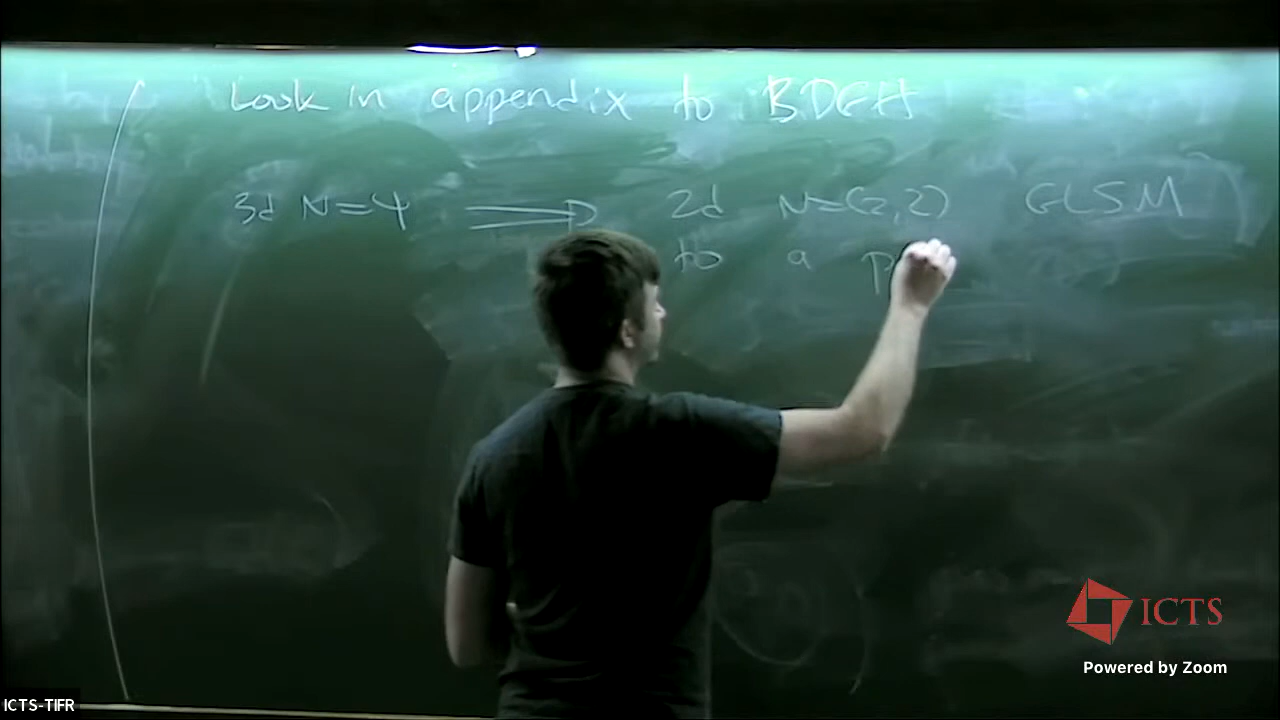 Look in appendix to BDGH
3d N=4 ⟹ 2d N=(2,2) GLSM
to a p
ICTS
Powered by Zoom
ICTS-TIFR